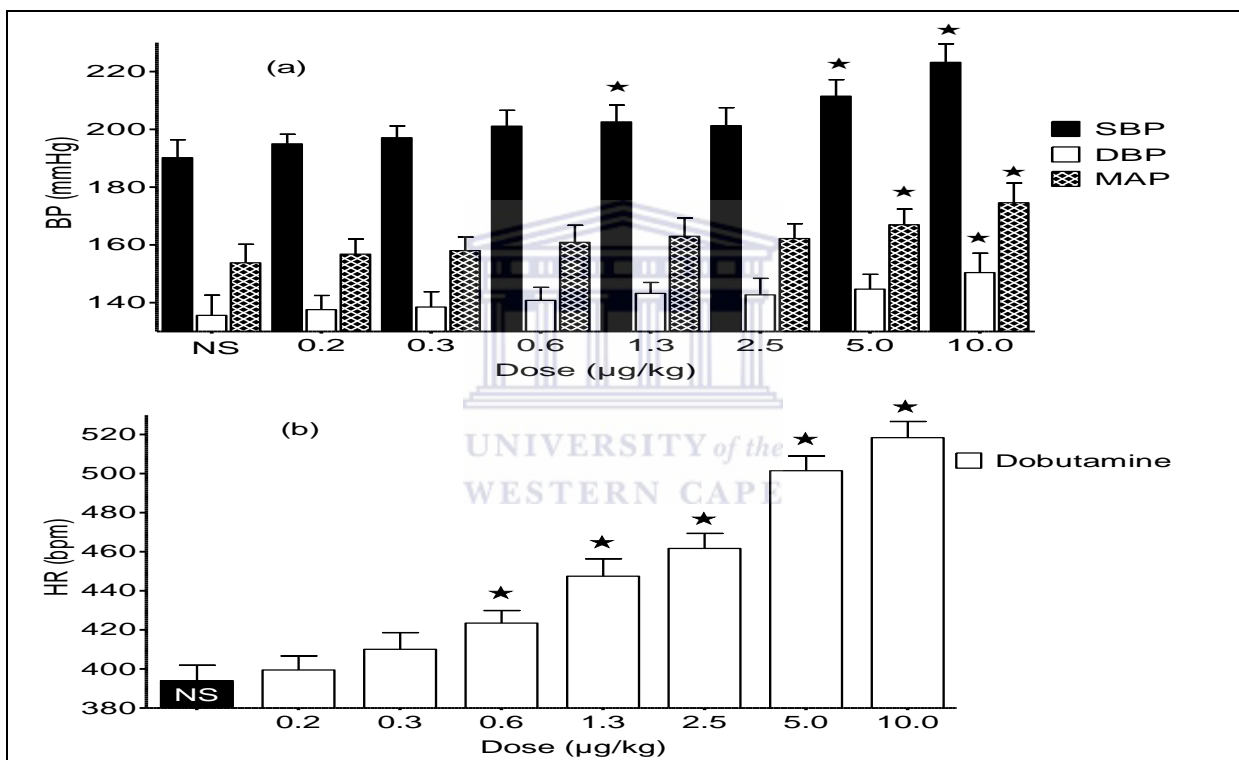 (a)
220
200
180
160
140
BP (mmHg)
SBP
DBP
MAP
NS 0.2 0.3 0.6 1.3 2.5 5.0 10.0
Dose (µg/kg)
(b)
520
500
480
460
440
420
400
380
HR (bpm)
Dobutamine
UNIVERSITY of the
WESTERN CAPE
NS
0.2 0.3 0.6 1.3 2.5 5.0 10.0
Dose (µg/kg)